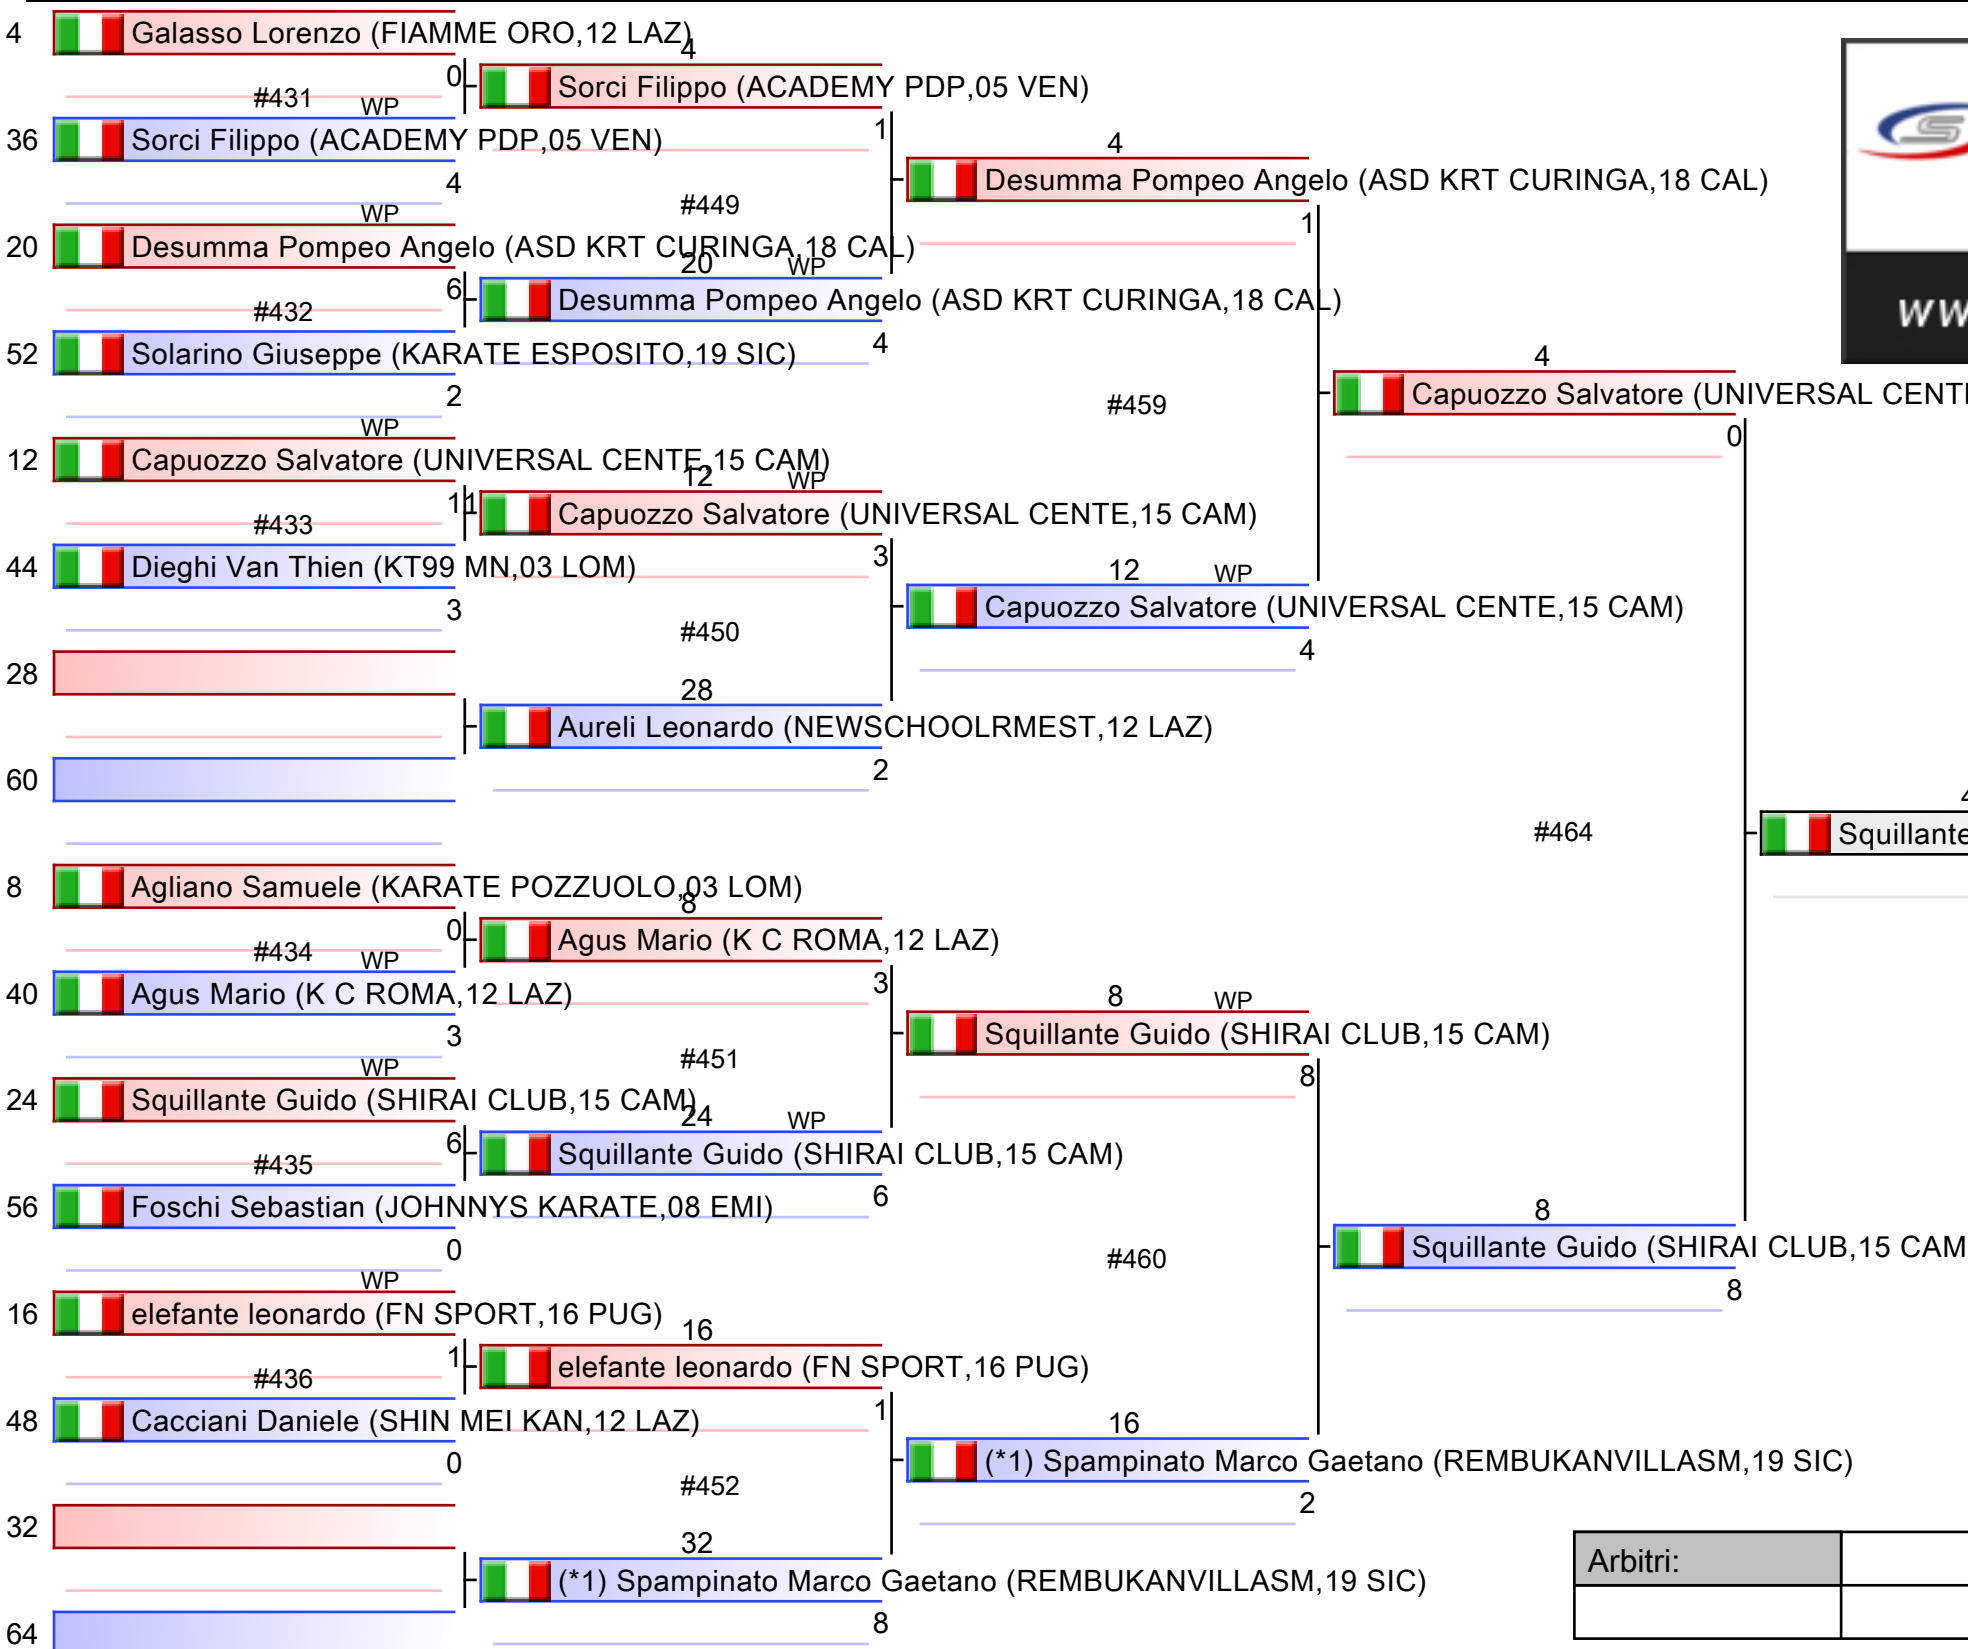 4 Galasso Lorenzo (FIAMME ORO,12 LAZ)
4
0 Sorci Filippo (ACADEMY PDP,05 VEN)
#431 WP
36 Sorci Filippo (ACADEMY PDP,05 VEN)
1
4
Desumma Pompeo Angelo (ASD KRT CURINGA,18 CAL)
4
#449
WP
1
20 Desumma Pompeo Angelo (ASD KRT CURINGA,18 CAL)
20 WP
6 Desumma Pompeo Angelo (ASD KRT CURINGA,18 CAL)
#432
ww
52 Solarino Giuseppe (KARATE ESPOSITO,19 SIC)
4
4
2
Capuozzo Salvatore (UNIVERSAL CENT
#459
WP
0
12 Capuozzo Salvatore (UNIVERSAL CENTE,15 CAM)
12 WP
11 Capuozzo Salvatore (UNIVERSAL CENTE,15 CAM)
#433
3
44 Dieghi Van Thien (KT99 MN,03 LOM)
12 WP
3
Capuozzo Salvatore (UNIVERSAL CENTE,15 CAM)
#450
4
28
28
Aureli Leonardo (NEWSCHOOLRMEST,12 LAZ)
2
60
4
#464
Squillante
8 Agliano Samuele (KARATE POZZUOLO,03 LOM)
8
0 Agus Mario (K C ROMA,12 LAZ)
#434 WP
3
40 Agus Mario (K C ROMA,12 LAZ)
8 WP
3
Squillante Guido (SHIRAI CLUB,15 CAM)
#451
WP
8
24 Squillante Guido (SHIRAI CLUB,15 CAM)
24 WP
6 Squillante Guido (SHIRAI CLUB,15 CAM)
#435
6
56 Foschi Sebastian (JOHNNYS KARATE,08 EMI)
8
0
Squillante Guido (SHIRAI CLUB,15 CAM
#460
WP
8
16 elefante leonardo (FN SPORT,16 PUG)
16
1 elefante leonardo (FN SPORT,16 PUG)
#436
1
48 Cacciani Daniele (SHIN MEI KAN,12 LAZ)
16
0
(*1) Spampinato Marco Gaetano (REMBUKANVILLASM,19 SIC)
#452
2
32
32
(*1) Spampinato Marco Gaetano (REMBUKANVILLASM,19 SIC)
Arbitri:
8
64